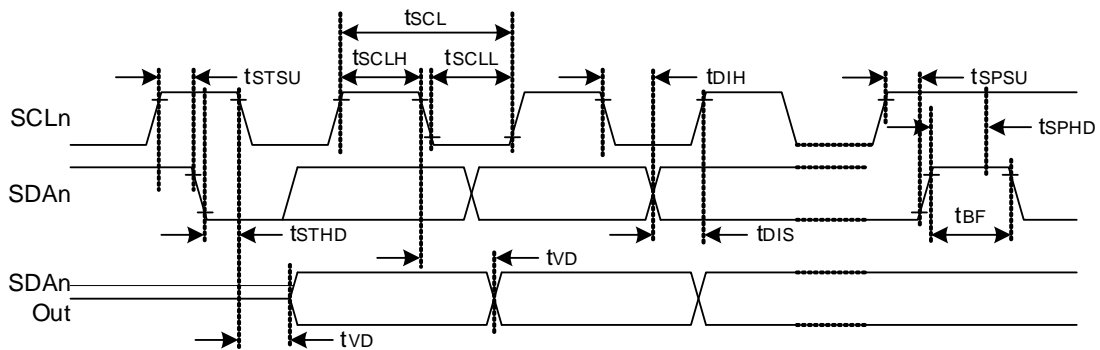 tSCL
tSTSU
tSCLH
tSCLL
tDIH
tSPSU
SCLn
tSPHD
SDAn
tBF
tSTHD
tDIS
tVD
SDAn
Out
tVD